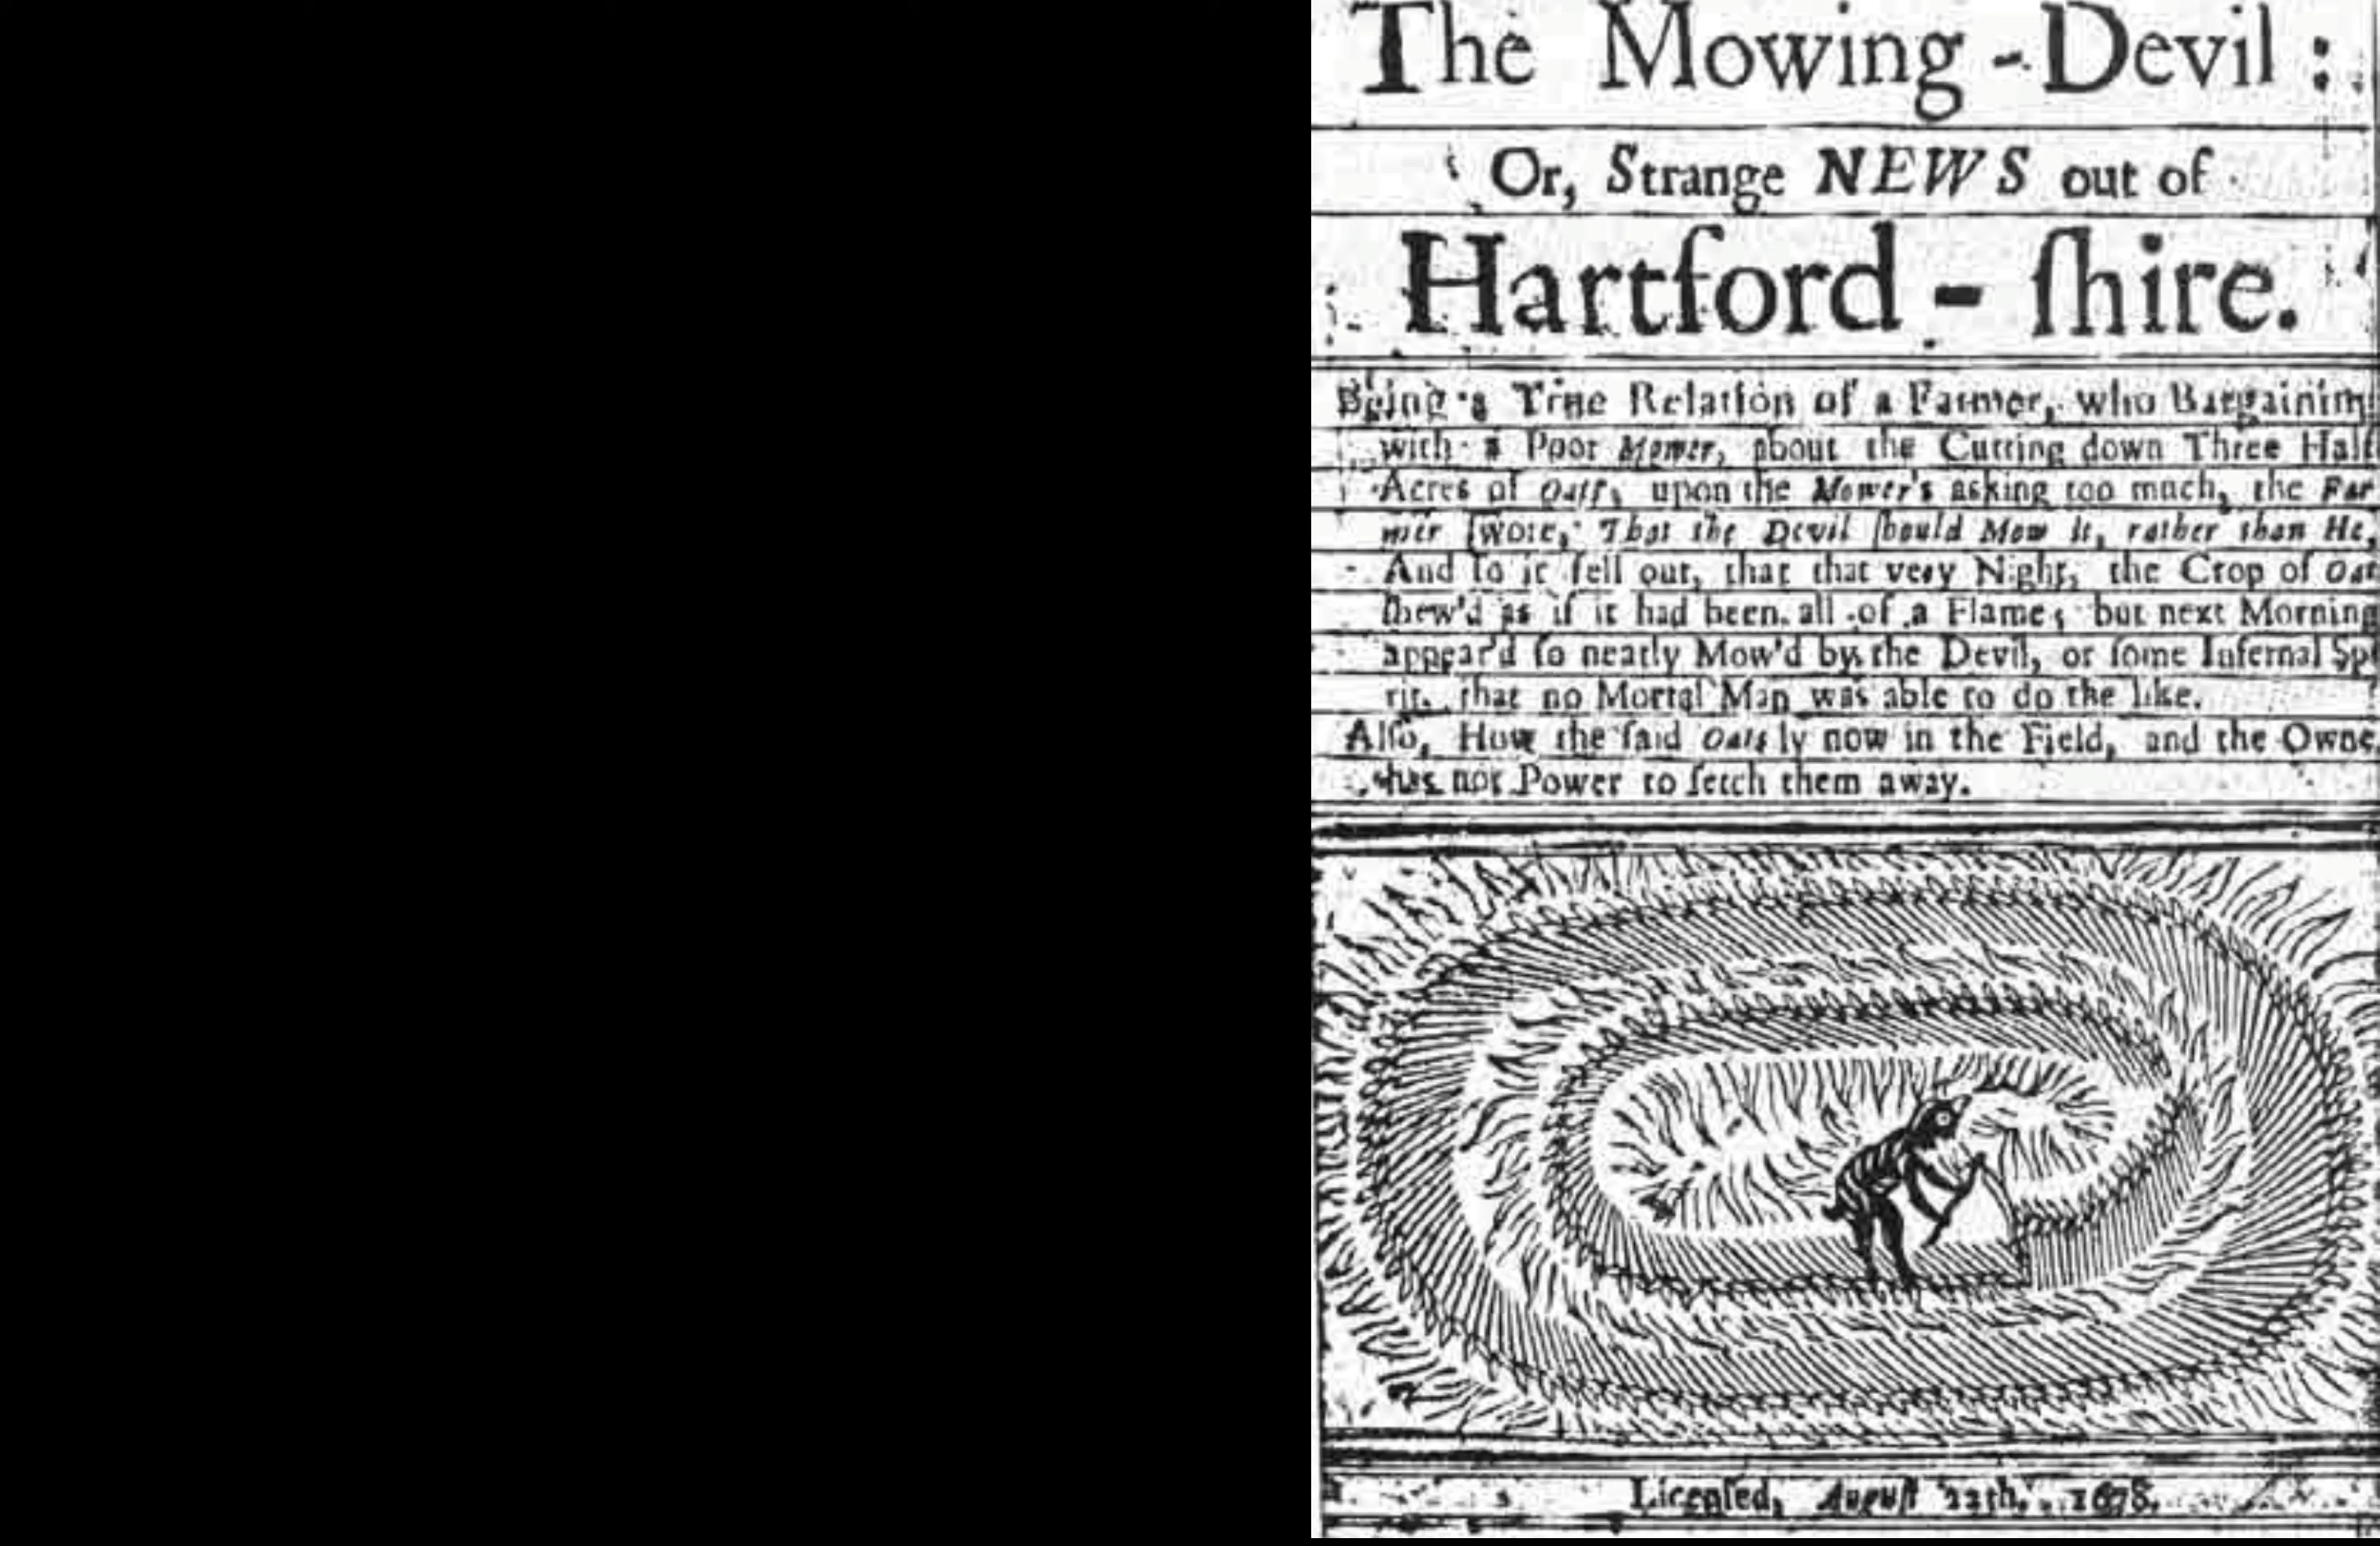 The Mowing-Devil:
Or, Strange NEWS out of
Hartford-ſhire.
Being a True Relation of a Farmer, who Bargaining
with a Poor Mower, about the Cutting down Three Half
Acres of Oats, upon the Mower's asking too much, the Far
mer ſwore, That the Devil ſhould Mow it, rather than He,
And ſo it fell out, that that very Night, the Crop of Oat
ſhew'd as if it had been all of a Flame; but next Morning
appear'd ſo neatly Mow'd by the Devil, or ſome Infernal Spi
rit, that no Mortal Man was able to do the like.
Alſo, How the ſaid Oats ly now in the Field, and the Owne
has not Power to fetch them away.
Licenſed, Auguſt 22th, 1678.